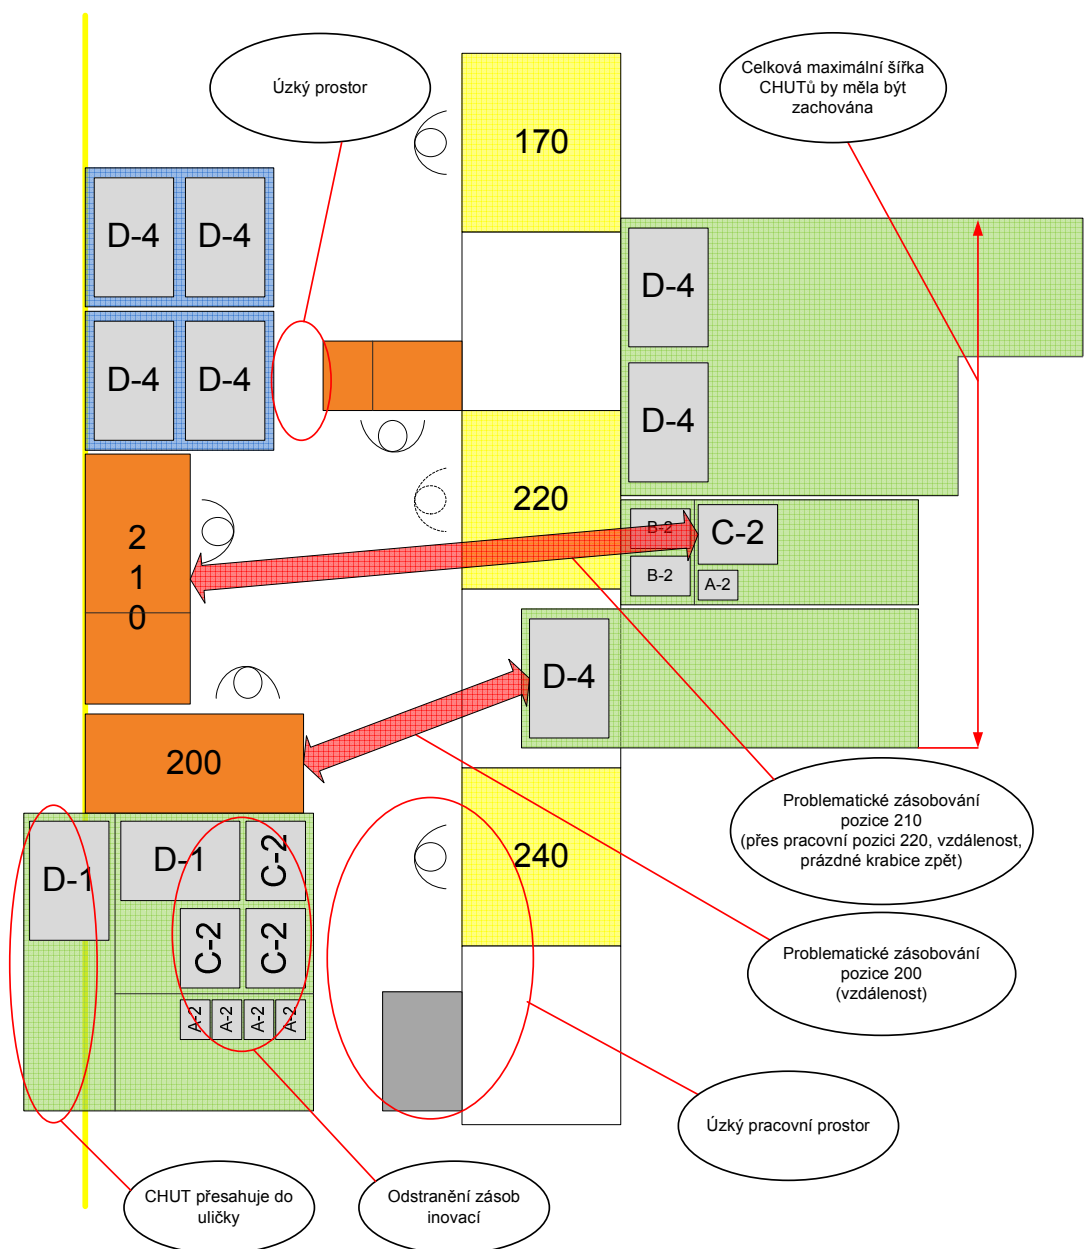 Úzký prostor
Celková maximální šířka
CHUTů by měla být
zachována
170
D-4
D-4
D-4
D-4
D-4
D-4
D-4
220
B-2
C-2
B-2
A-2
210
D-4
200
240
D-1
D-1
C-2
C-2
C-2
A-2
A-2
A-2
A-2
Problematické zásobování
pozice 210
(přes pracovní pozici 220, vzdálenost,
prázdné krabice zpět)
Problematické zásobování
pozice 200
(vzdálenost)
Úzký pracovní prostor
CHUT přesahuje do
uličky
Odstranění zásob
inovací